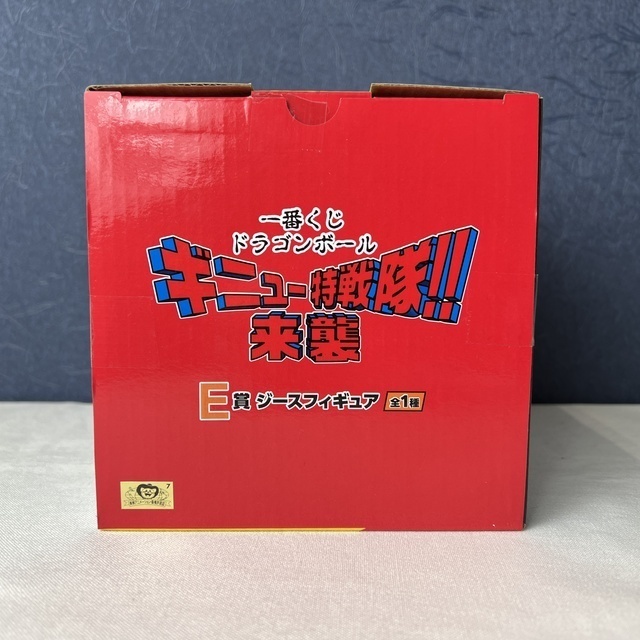 一番くじ
ドラゴンボール
ギニュー特戦隊!!
来襲
E賞 ジースフィギュア 全1種
7